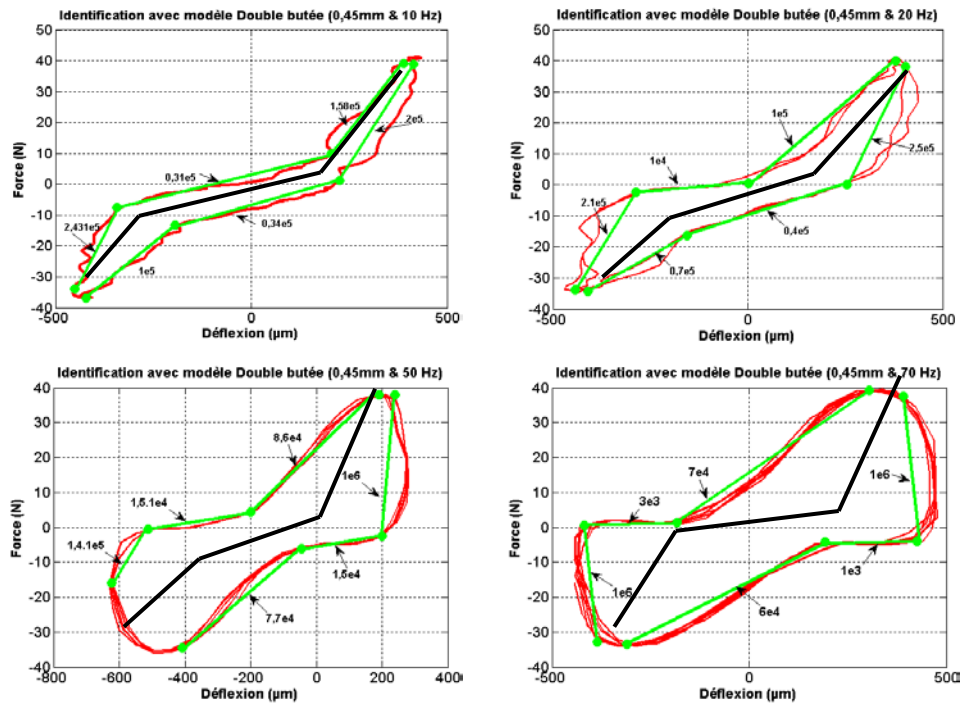 Identification avec modèle Double butée (0,45mm & 10 Hz)
Force (N)
50
40
30
20
10
0
-10
-20
-30
-40
1,58e5
2e5
0,31e5
2,431e5
0,34e5
1e5
-500
0
500
Déflexion (µm)
Identification avec modèle Double butée (0,45mm & 20 Hz)
Force (N)
50
40
30
20
10
0
-10
-20
-30
-40
1e5
2,5e5
1e4
2.1e5
0,4e5
0,7e5
-500
0
500
Déflexion (µm)
Identification avec modèle Double butée (0,45mm & 50 Hz)
Force (N)
40
30
20
10
0
-10
-20
-30
-40
8,6e4
1e6
1,5.1e4
1,4.1e5
1,5e4
7,7e4
-800
-600
-400
-200
0
200
400
Déflexion (µm)
Identification avec modèle Double butée (0,45mm & 70 Hz)
Force (N)
40
30
20
10
0
-10
-20
-30
-40
7e4
1e6
3e3
1e3
1e6
6e4
-500
0
500
Déflexion (µm)